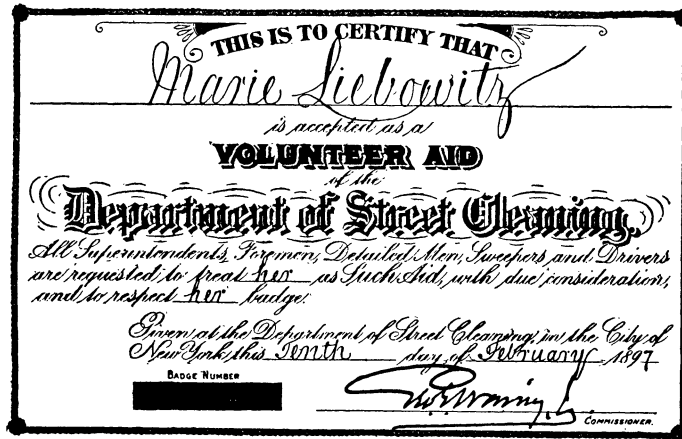 THIS IS TO CERTIFY THAT
Marie Liebowitz
is accepted as a
VOLUNTEER AID
of the
Department of Street Cleaning,
All Superintendents, Foremen, Detailed Men, Sweepers and Drivers
are requested to treat her as Such Aid, with due consideration,
and to respect her badge.
Given at the Department of Street Cleaning, in the City of
New York this Tenth day of February 1897
BADGE NUMBER
Geo. E. Waring, Jr.
COMMISSIONER.